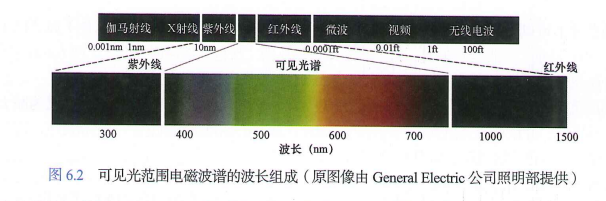 伽马射线 X射线 紫外线 红外线 微波 视频 无线电波
0.001nm 1nm 10nm 0.0001ft 0.01ft 1ft 100ft
紫外线 可见光谱 红外线
300 400 500 600 700 1000 1500
波长（nm）
图 6.2 可见光范围电磁波谱的波长组成（原图像由 General Electric 公司照明部提供）